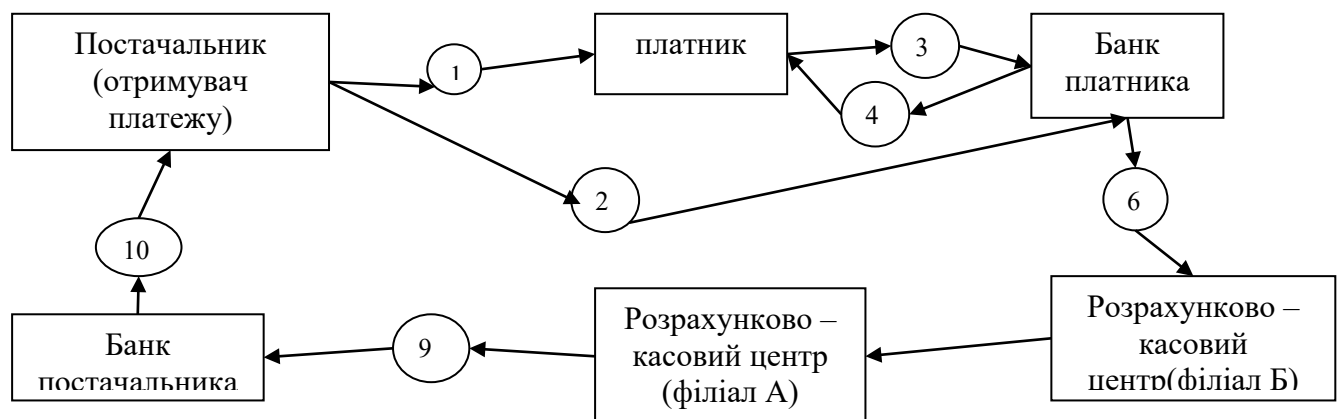 Постачальник
(отримувач
платежу)
1
платник
3
Банк
платника
4
2
6
10
Банк
постачальника
9
Розрахунково –
касовий центр
(філіал А)
Розрахунково –
касовий
центр(філіал Б)